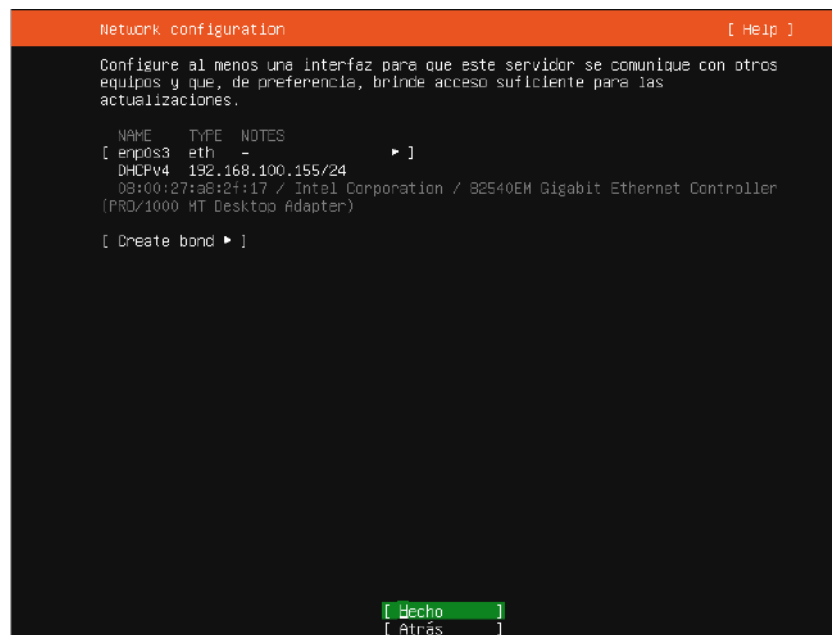 Network configuration [ Help ]
Configure al menos una interfaz para que este servidor se comunique con otros
equipos y que, de preferencia, brinde acceso suficiente para las
actualizaciones.
NAME TYPE NOTES
[ enp0s3 eth - ▸ ]
DHCPv4 192.168.100.155/24
08:00:27:a8:2f:17 / Intel Corporation / 82540EM Gigabit Ethernet Controller
(PRO/1000 MT Desktop Adapter)
[ Create bond ▸ ]
[ Hecho ]
[ Atrás ]